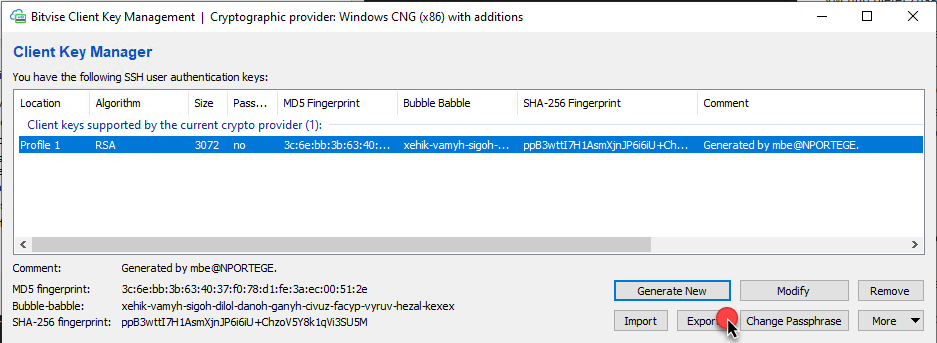 Bitvise Client Key Management | Cryptographic provider: Windows CNG (x86) with additions
Client Key Manager
You have the following SSH user authentication keys:
Location Algorithm Size Pass... MD5 Fingerprint Bubble Babble SHA-256 Fingerprint Comment
Client keys supported by the current crypto provider (1):
Profile 1 RSA 3072 no 3c:6e:bb:3b:63:40:... xehik-vamyh-sigoh-... ppB3wttI7H1AsmXjnJP6i6iU+Ch... Generated by mbe@NPORTEGE.
Comment: Generated by mbe@NPORTEGE.
MD5 fingerprint: 3c:6e:bb:3b:63:40:37:f0:78:d1:fe:3a:ec:00:51:2e
Generate New Modify Remove
Bubble-babble: xehik-vamyh-sigoh-dilol-danoh-ganyh-civuz-facyp-vyruv-hezal-kexex
SHA-256 fingerprint: ppB3wttI7H1AsmXjnJP6i6iU+ChzoV5Y8k1qVi3SU5M
Import Export Change Passphrase More